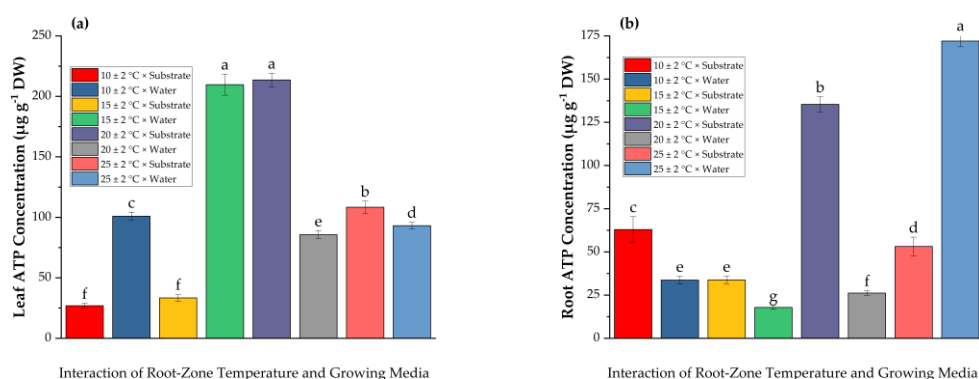 (a)
Leaf ATP Concentration (µg g⁻¹ DW)
250
200
150
100
50
0
10 ± 2 °C × Substrate
10 ± 2 °C × Water
15 ± 2 °C × Substrate
15 ± 2 °C × Water
20 ± 2 °C × Substrate
20 ± 2 °C × Water
25 ± 2 °C × Substrate
25 ± 2 °C × Water
f
c
f
a
a
e
b
d
Interaction of Root-Zone Temperature and Growing Media
(b)
Root ATP Concentration (µg g⁻¹ DW)
175
150
125
100
75
50
25
0
10 ± 2 °C × Substrate
10 ± 2 °C × Water
15 ± 2 °C × Substrate
15 ± 2 °C × Water
20 ± 2 °C × Substrate
20 ± 2 °C × Water
25 ± 2 °C × Substrate
25 ± 2 °C × Water
c
e
e
g
b
f
d
a
Interaction of Root-Zone Temperature and Growing Media